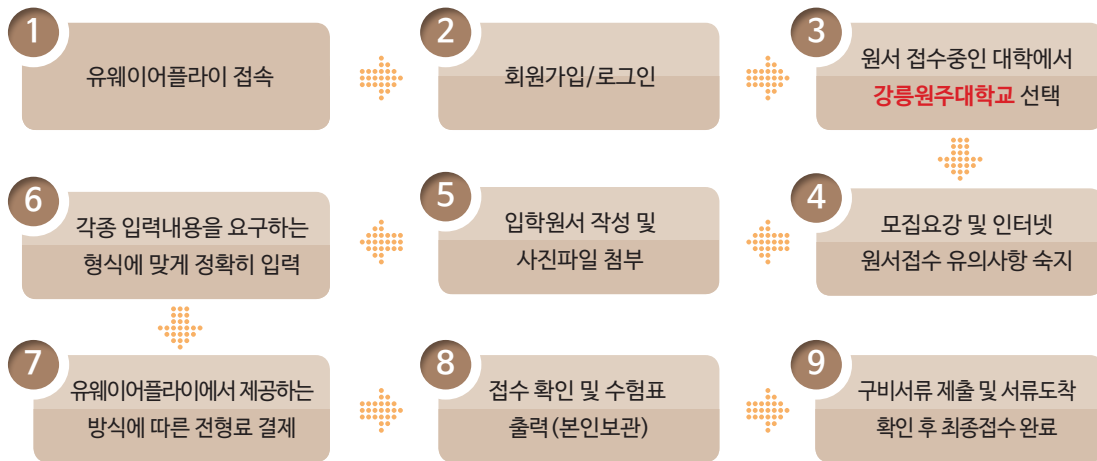 1
유웨이어플라이 접속
2
회원가입/로그인
3
원서 접수중인 대학에서
강릉원주대학교 선택
4
모집요강 및 인터넷
원서접수 유의사항 숙지
5
입학원서 작성 및
사진파일 첨부
6
각종 입력내용을 요구하는
형식에 맞게 정확히 입력
7
유웨이어플라이에서 제공하는
방식에 따른 전형료 결제
8
접수 확인 및 수험표
출력(본인보관)
9
구비서류 제출 및 서류도착
확인 후 최종접수 완료